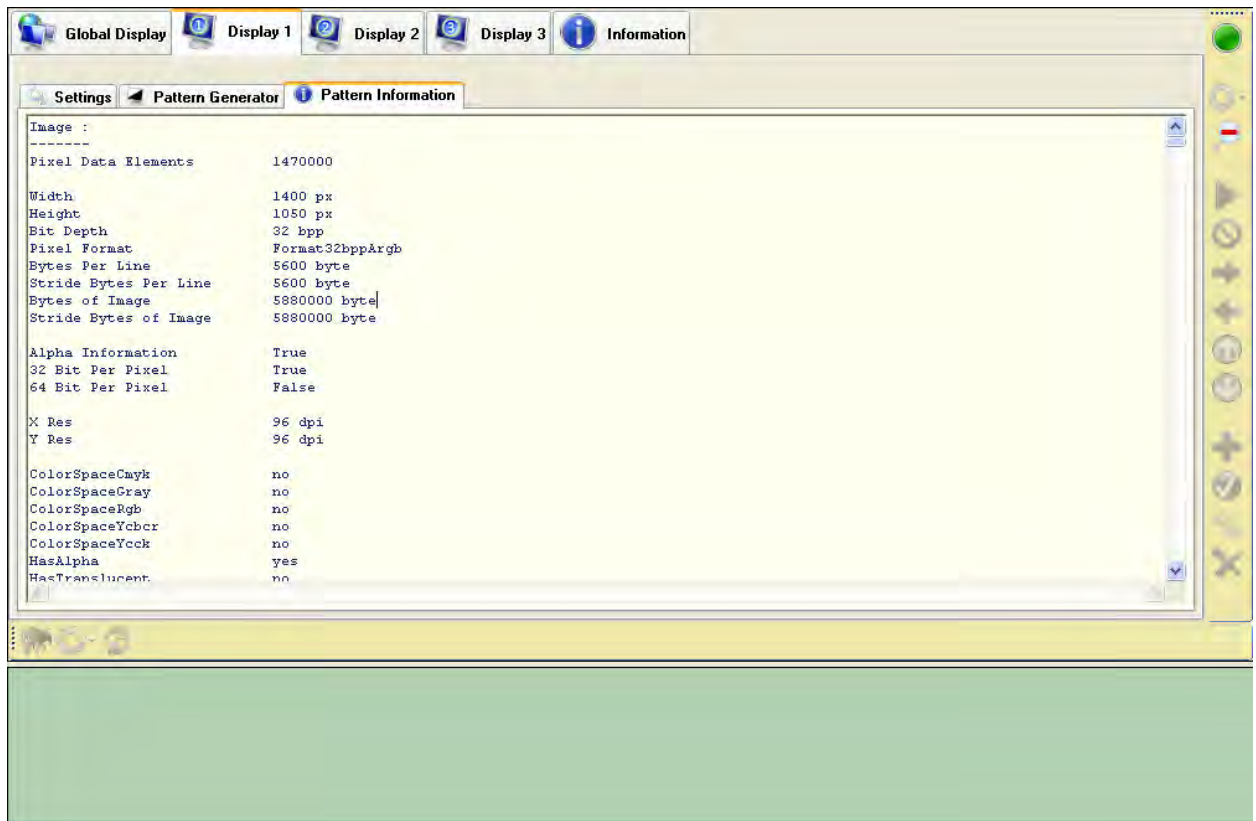 Global Display Display 1 Display 2 Display 3 Information
Settings Pattern Generator Pattern Information
Image :
-------
Pixel Data Elements 1470000
Width 1400 px
Height 1050 px
Bit Depth 32 bpp
Pixel Format Format32bppArgb
Bytes Per Line 5600 byte
Stride Bytes Per Line 5600 byte
Bytes of Image 5880000 byte
Stride Bytes of Image 5880000 byte
Alpha Information True
32 Bit Per Pixel True
64 Bit Per Pixel False
X Res 96 dpi
Y Res 96 dpi
ColorSpaceCmyk no
ColorSpaceGray no
ColorSpaceRgb no
ColorSpaceYcbcr no
ColorSpaceYcck no
HasAlpha yes
HasTranslucent no